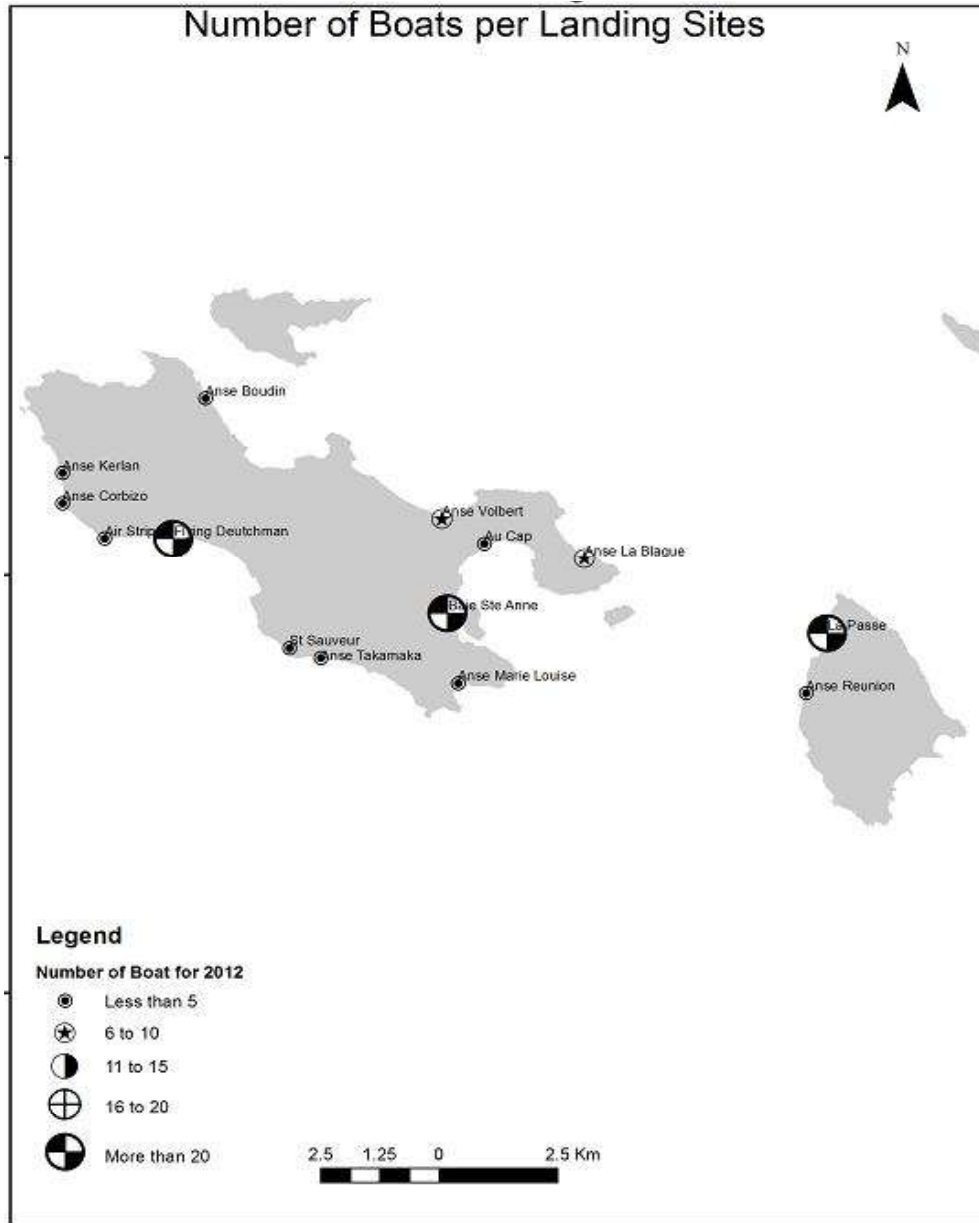 Number of Boats per Landing Sites
N
Anse Boudin
Anse Kerlan
Anse Corbizo
Air Strip
Flying Deutchman
Anse Volbert
Au Cap
Anse La Blague
Baie Ste Anne
La Passe
St Sauveur
Anse Takamaka
Anse Marie Louise
Anse Reunion
Legend
Number of Boat for 2012
Less than 5
6 to 10
11 to 15
16 to 20
More than 20
2.5 1.25 0 2.5 Km